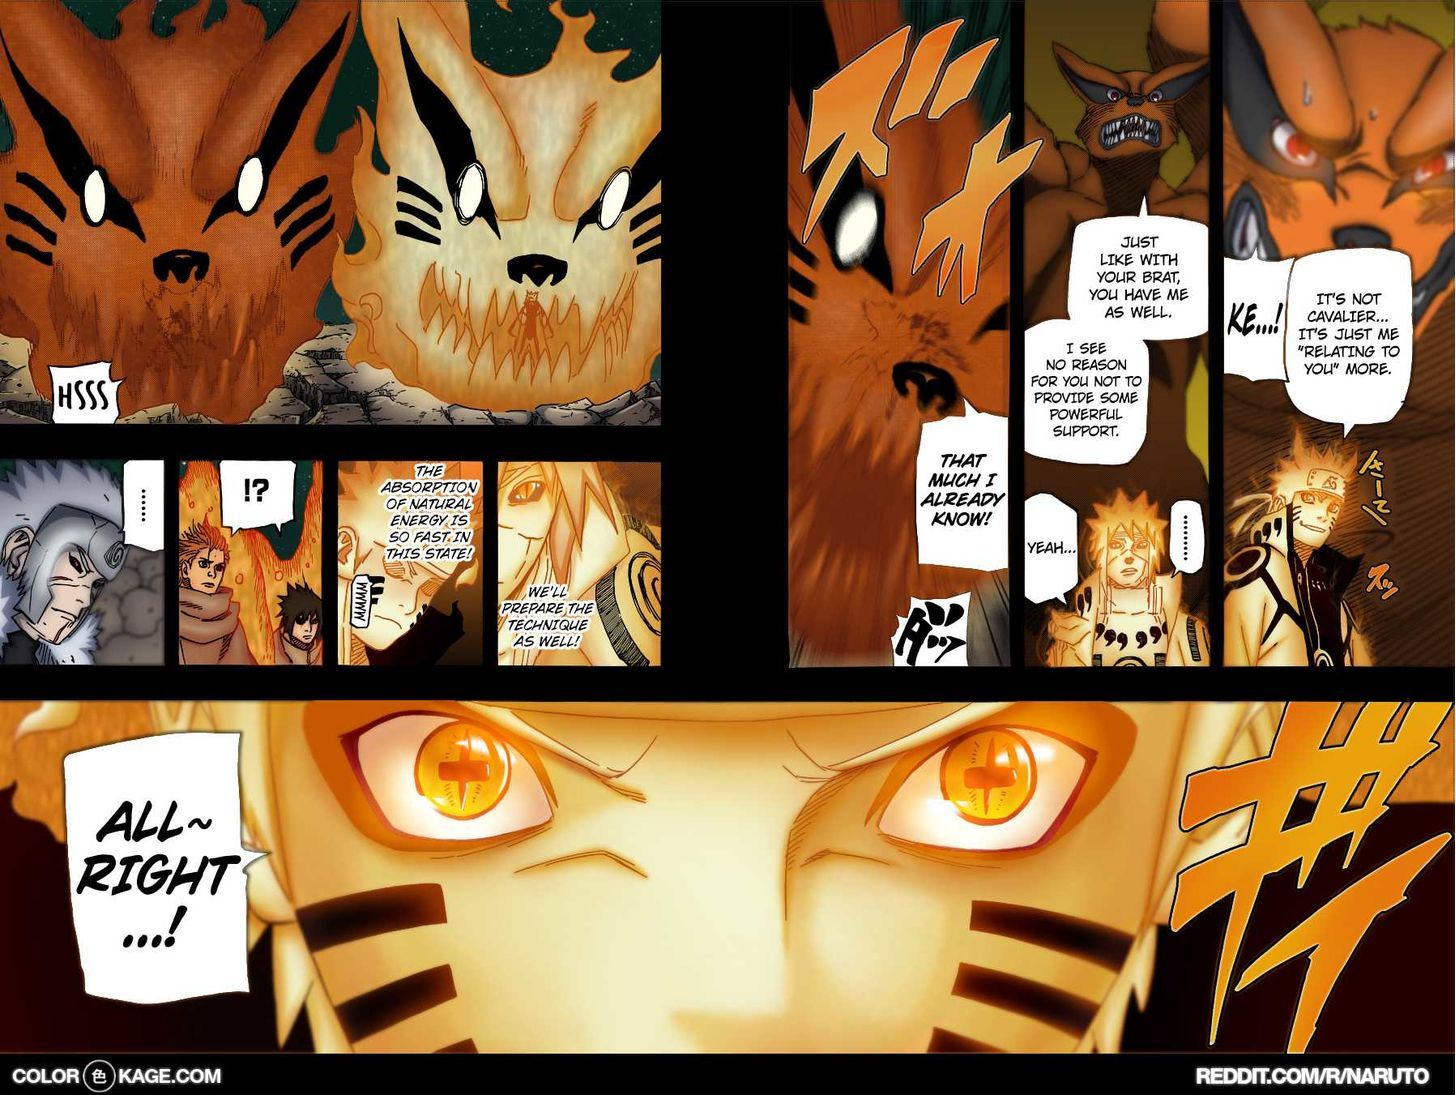 IT'S NOT
CAVALIER...
IT'S JUST ME
"RELATING TO
YOU" MORE.
KE....!
JUST
LIKE WITH
YOUR BRAT,
YOU HAVE ME
AS WELL.
I SEE
NO REASON
FOR YOU NOT TO
PROVIDE SOME
POWERFUL
SUPPORT.
........
YEAH...
THAT
MUCH I
ALREADY
KNOW!
HSSS
WE'LL
PREPARE THE
TECHNIQUE
AS WELL!
THE
ABSORPTION
OF NATURAL
ENERGY IS
SO FAST IN
THIS STATE!
MMMM
!?
......
ALL~
RIGHT
...!
COLOR 色 KAGE.COM
REDDIT.COM/R/NARUTO